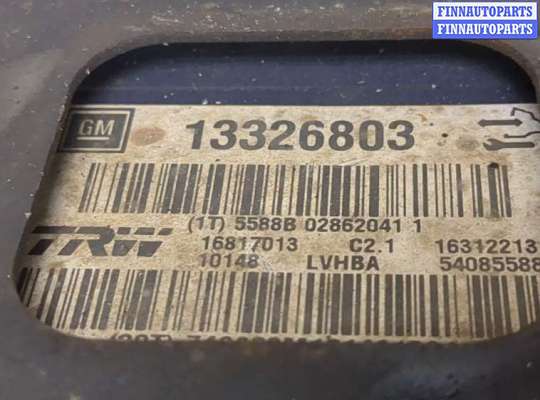 FINNAUTOPARTS
FINNAUTOPARTS
GM 13326803
(1T) 5588B 02862041 1
TRW 16817013 C2.1 16312213
10148 LVHBA 54085588